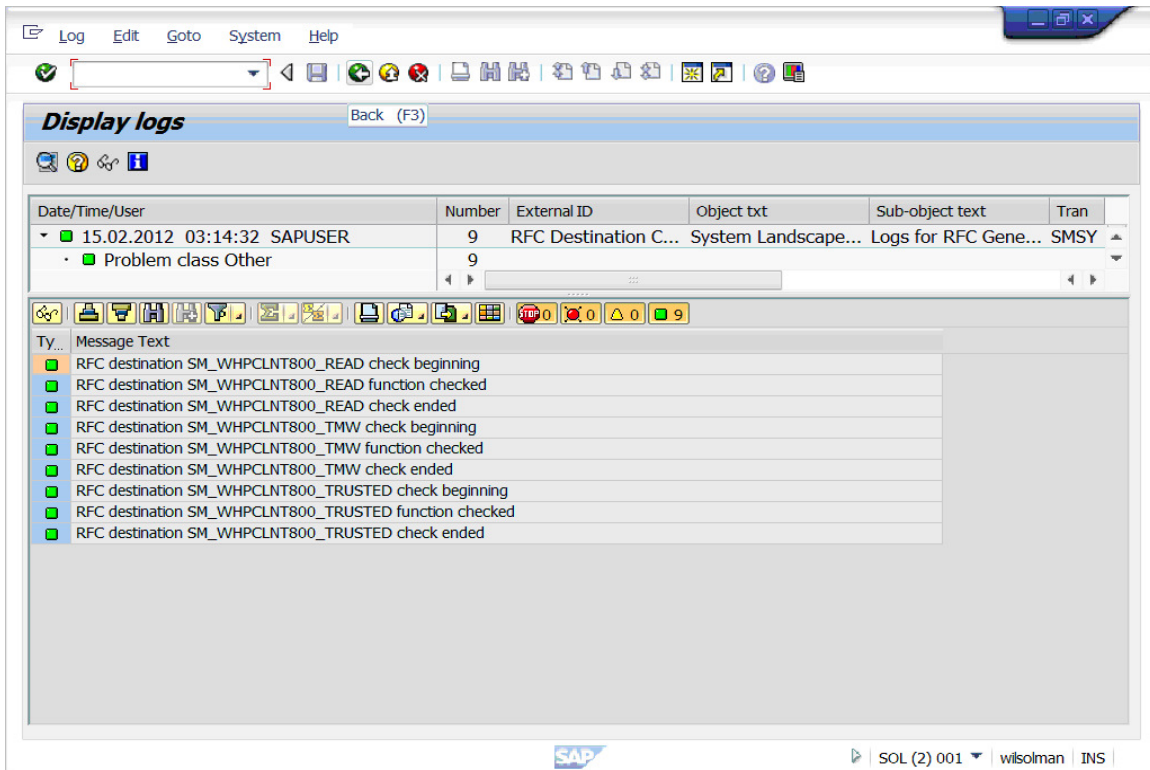 Log Edit Goto System Help
Back (F3)
Display logs
Date/Time/User Number External ID Object txt Sub-object text Tran
15.02.2012 03:14:32 SAPUSER 9 RFC Destination C... System Landscape... Logs for RFC Gene... SMSY
Problem class Other 9
STOP 0 0 0 9
Ty... Message Text
RFC destination SM_WHPCLNT800_READ check beginning
RFC destination SM_WHPCLNT800_READ function checked
RFC destination SM_WHPCLNT800_READ check ended
RFC destination SM_WHPCLNT800_TMW check beginning
RFC destination SM_WHPCLNT800_TMW function checked
RFC destination SM_WHPCLNT800_TMW check ended
RFC destination SM_WHPCLNT800_TRUSTED check beginning
RFC destination SM_WHPCLNT800_TRUSTED function checked
RFC destination SM_WHPCLNT800_TRUSTED check ended
SAP SOL (2) 001 wilsolman INS